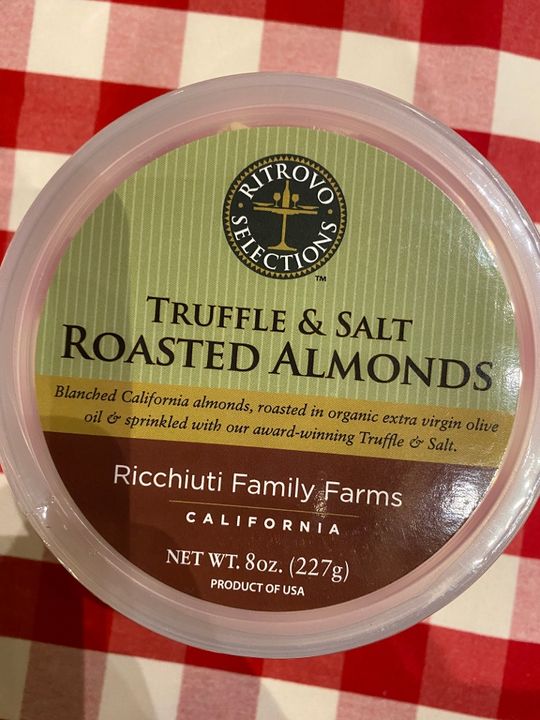 RITROVO
SELECTIONS
TM
TRUFFLE & SALT
ROASTED ALMONDS
Blanched California almonds, roasted in organic extra virgin olive
oil & sprinkled with our award-winning Truffle & Salt.
Ricchiuti Family Farms
CALIFORNIA
NET WT. 8oz. (227g)
PRODUCT OF USA